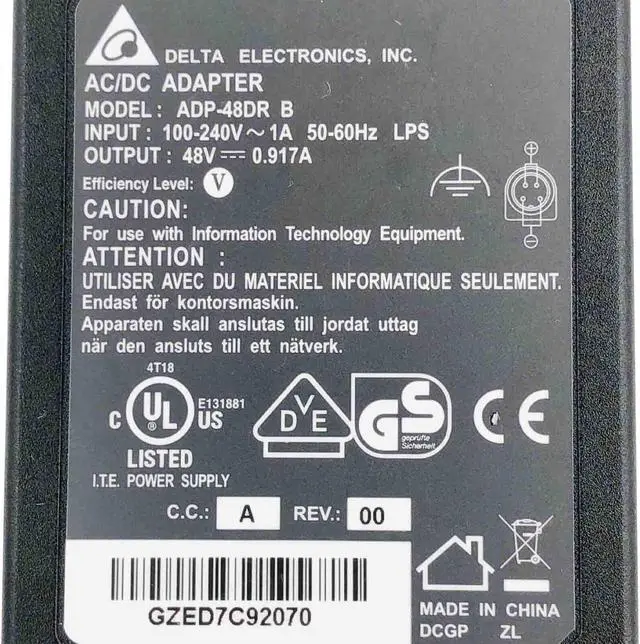 DELTA ELECTRONICS, INC.
AC/DC ADAPTER
MODEL : ADP-48DR B
INPUT : 100-240V ~ 1A 50-60Hz LPS
OUTPUT : 48V ⎓ 0.917A
Efficiency Level: V
CAUTION:
For use with Information Technology Equipment.
ATTENTION :
UTILISER AVEC DU MATERIEL INFORMATIQUE SEULEMENT.
Endast för kontorsmaskin.
Apparaten skall anslutas till jordat uttag
når den ansluts till ett nätverk.
4T18
C UL ® US E131881
LISTED
I.T.E. POWER SUPPLY
DVE
GS
geprüfte
Sicherheit
CE
C.C.: A REV.: 00
GZED7C92070
MADE IN CHINA
DCGP ZL